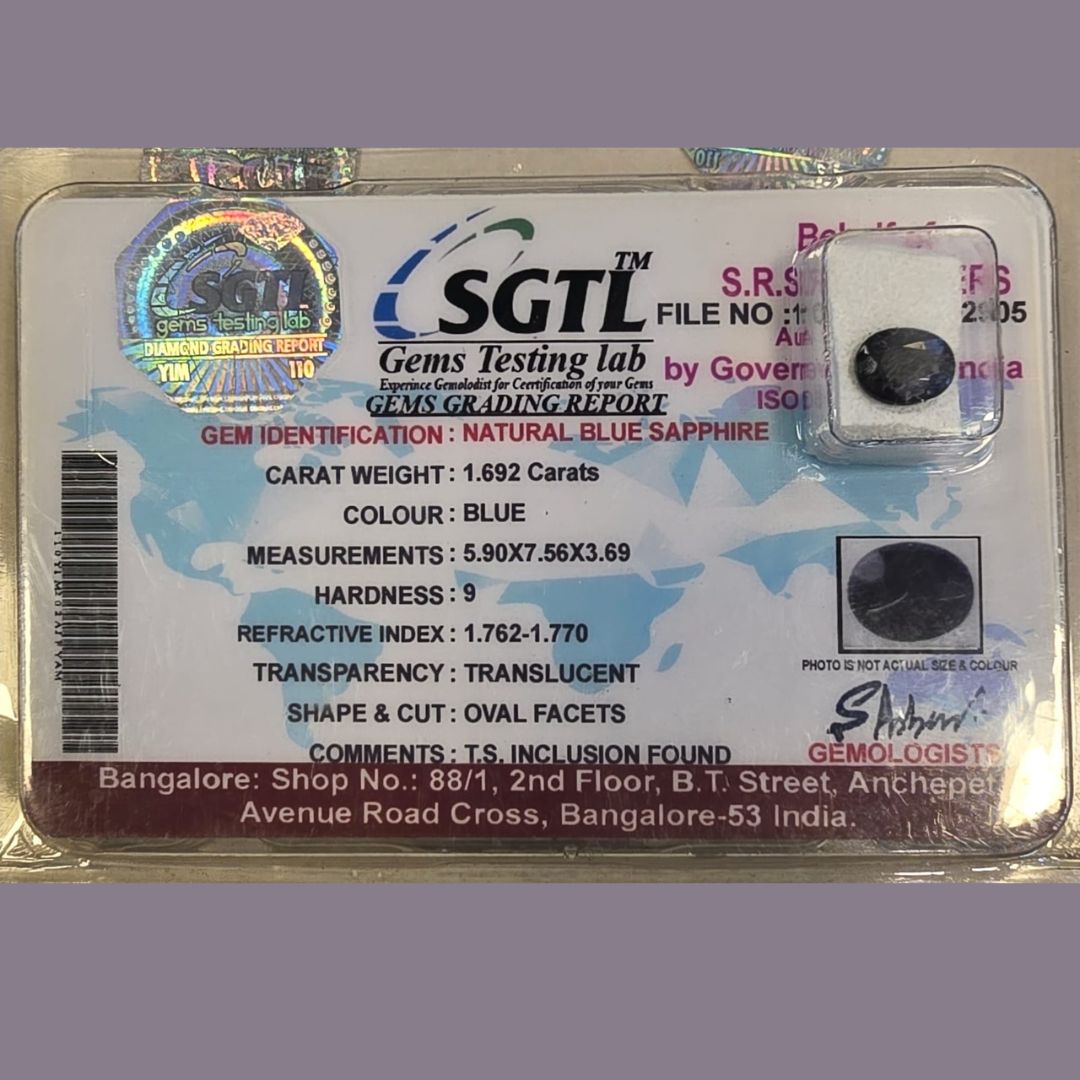 SGTL
gems testing lab
DIAMOND GRADING REPORT
YIM 110
SGTL™
Gems Testing lab
Experince Gemolodist for Ceertification of your Gems
GEMS GRADING REPORT
S.R.S
FILE NO :
by
ISO
GEM IDENTIFICATION : NATURAL BLUE SAPPHIRE
CARAT WEIGHT : 1.692 Carats
COLOUR : BLUE
MEASUREMENTS : 5.90X7.56X3.69
HARDNESS : 9
REFRACTIVE INDEX : 1.762-1.770
TRANSPARENCY : TRANSLUCENT
SHAPE & CUT : OVAL FACETS
COMMENTS : T.S. INCLUSION FOUND
PHOTO IS NOT ACTUAL SIZE & COLOUR
GEMOLOGISTS
Bangalore: Shop No.: 88/1, 2nd Floor, B.T. Street, Anchepet,
Avenue Road Cross, Bangalore-53 India.